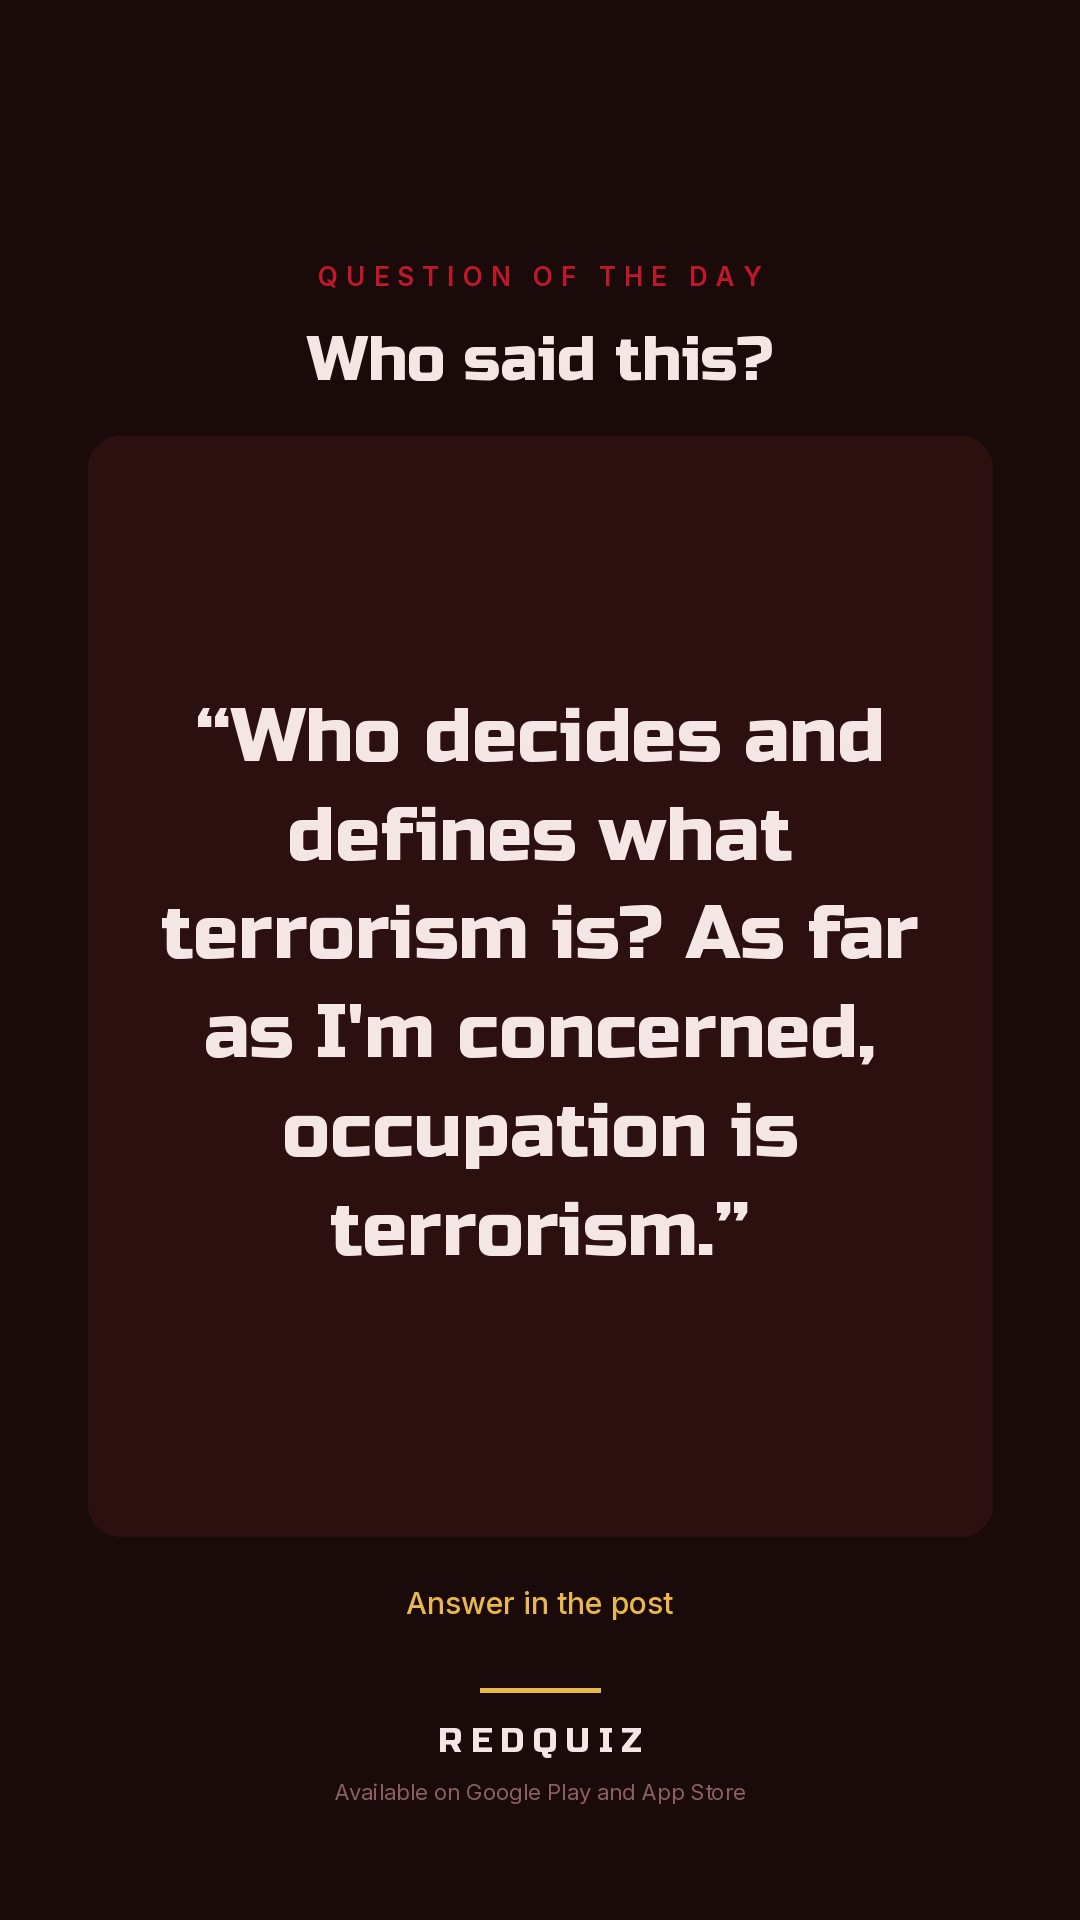 QUESTION OF THE DAY
Who said this?
“Who decides and
defines what
terrorism is? As far
as I'm concerned,
occupation is
terrorism.”
Answer in the post
REDQUIZ
Available on Google Play and App Store